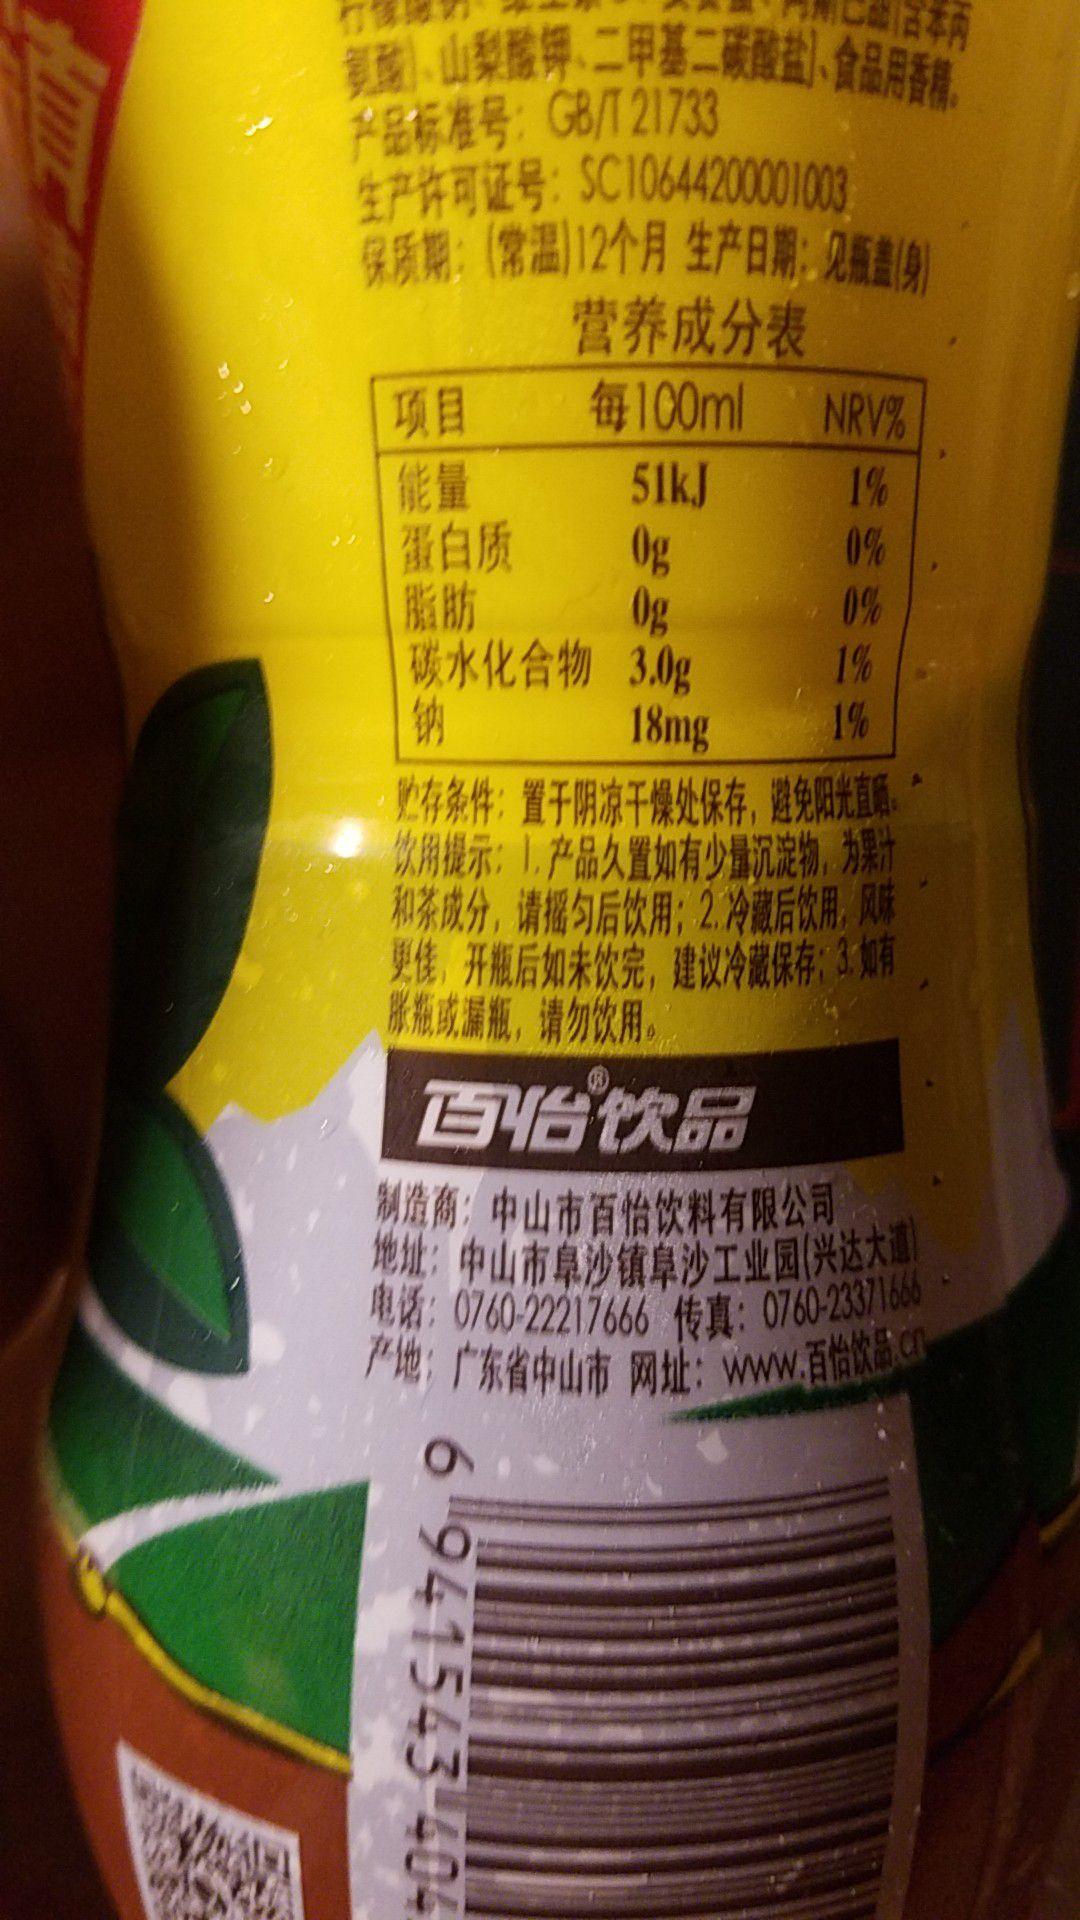 氨酸)、山梨酸钾、二甲基二碳酸盐)、食品用香精。
产品标准号：GB/T 21733
生产许可证号：SC10644200001003
保质期：(常温)12个月 生产日期：见瓶盖(身)
营养成分表
项目 每100ml NRV%
能量 51kJ 1%
蛋白质 0g 0%
脂肪 0g 0%
碳水化合物 3.0g 1%
钠 18mg 1%
贮存条件：置于阴凉干燥处保存，避免阳光直晒。
饮用提示：1.产品久置如有少量沉淀物，为果汁
和茶成分，请摇匀后饮用；2.冷藏后饮用，风味
更佳，开瓶后如未饮完，建议冷藏保存；3.如有
胀瓶或漏瓶，请勿饮用。
百怡®饮品
制造商：中山市百怡饮料有限公司
地址：中山市阜沙镇阜沙工业园(兴达大道)
电话：0760-22217666 传真：0760-23371666
产地：广东省中山市 网址：www.百怡饮品.cn
6 941543 404